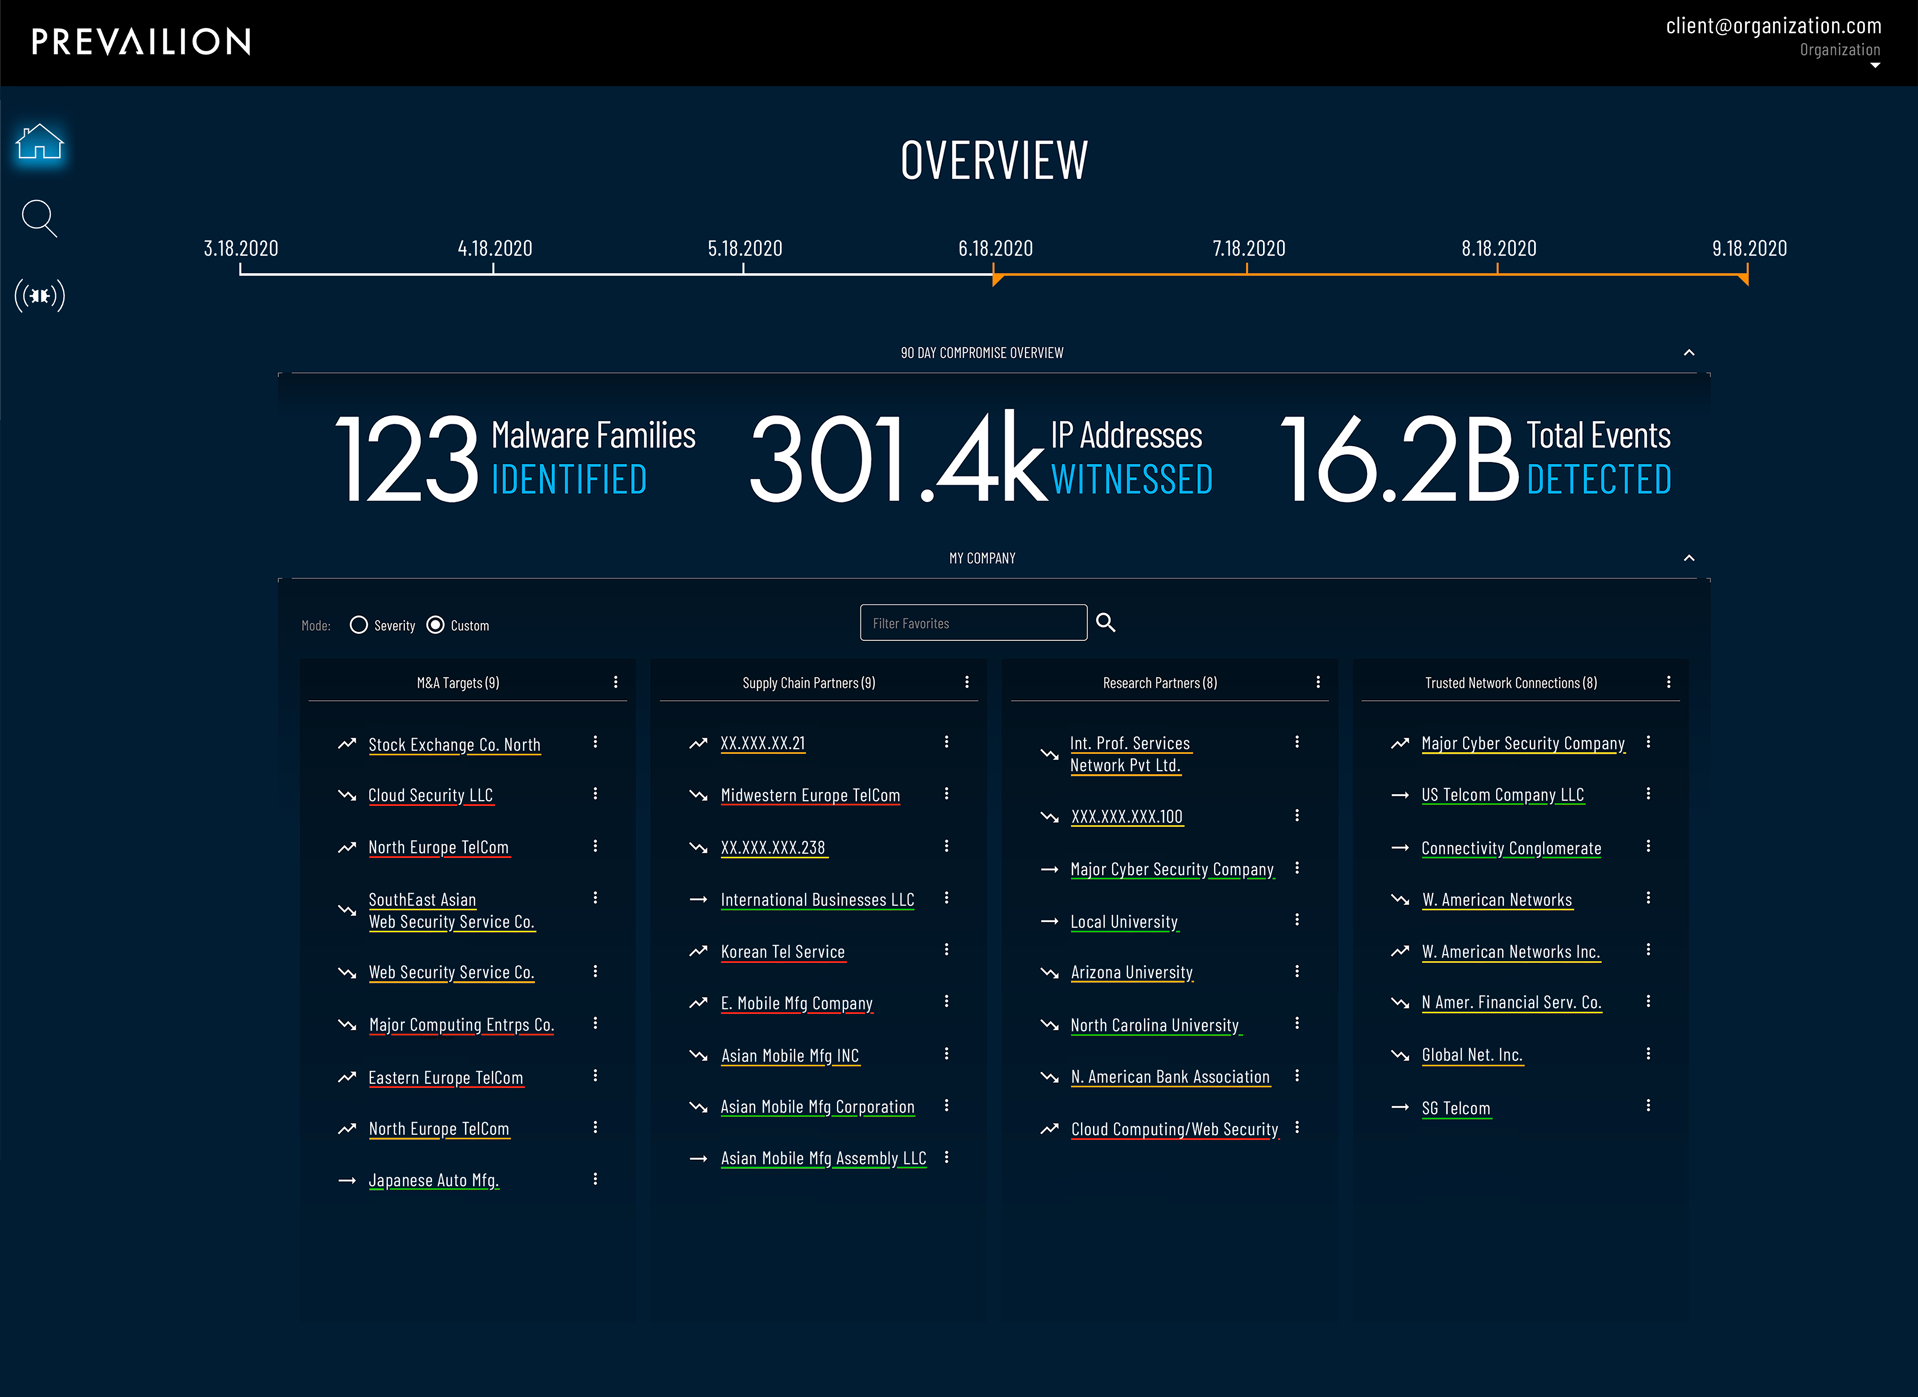 PREVAILION
client@organization.com
Organization
OVERVIEW
3.18.2020 4.18.2020 5.18.2020 6.18.2020 7.18.2020 8.18.2020 9.18.2020
90 DAY COMPROMISE OVERVIEW
123 Malware Families IDENTIFIED
301.4k IP Addresses WITNESSED
16.2B Total Events DETECTED
MY COMPANY
Mode: Severity Custom
Filter Favorites
M&A Targets (9)
Stock Exchange Co. North
Cloud Security LLC
North Europe TelCom
SouthEast Asian
Web Security Service Co.
Web Security Service Co.
Major Computing Entrps Co.
Eastern Europe TelCom
North Europe TelCom
Japanese Auto Mfg.
Supply Chain Partners (9)
XX.XXX.XX.21
Midwestern Europe TelCom
XX.XXX.XXX.238
International Businesses LLC
Korean Tel Service
E. Mobile Mfg Company
Asian Mobile Mfg INC
Asian Mobile Mfg Corporation
Asian Mobile Mfg Assembly LLC
Research Partners (8)
Int. Prof. Services
Network Pvt Ltd.
XXX.XXX.XXX.100
Major Cyber Security Company
Local University
Arizona University
North Carolina University
N. American Bank Association
Cloud Computing/Web Security
Trusted Network Connections (8)
Major Cyber Security Company
US Telcom Company LLC
Connectivity Conglomerate
W. American Networks
W. American Networks Inc.
N Amer. Financial Serv. Co.
Global Net. Inc.
SG Telcom